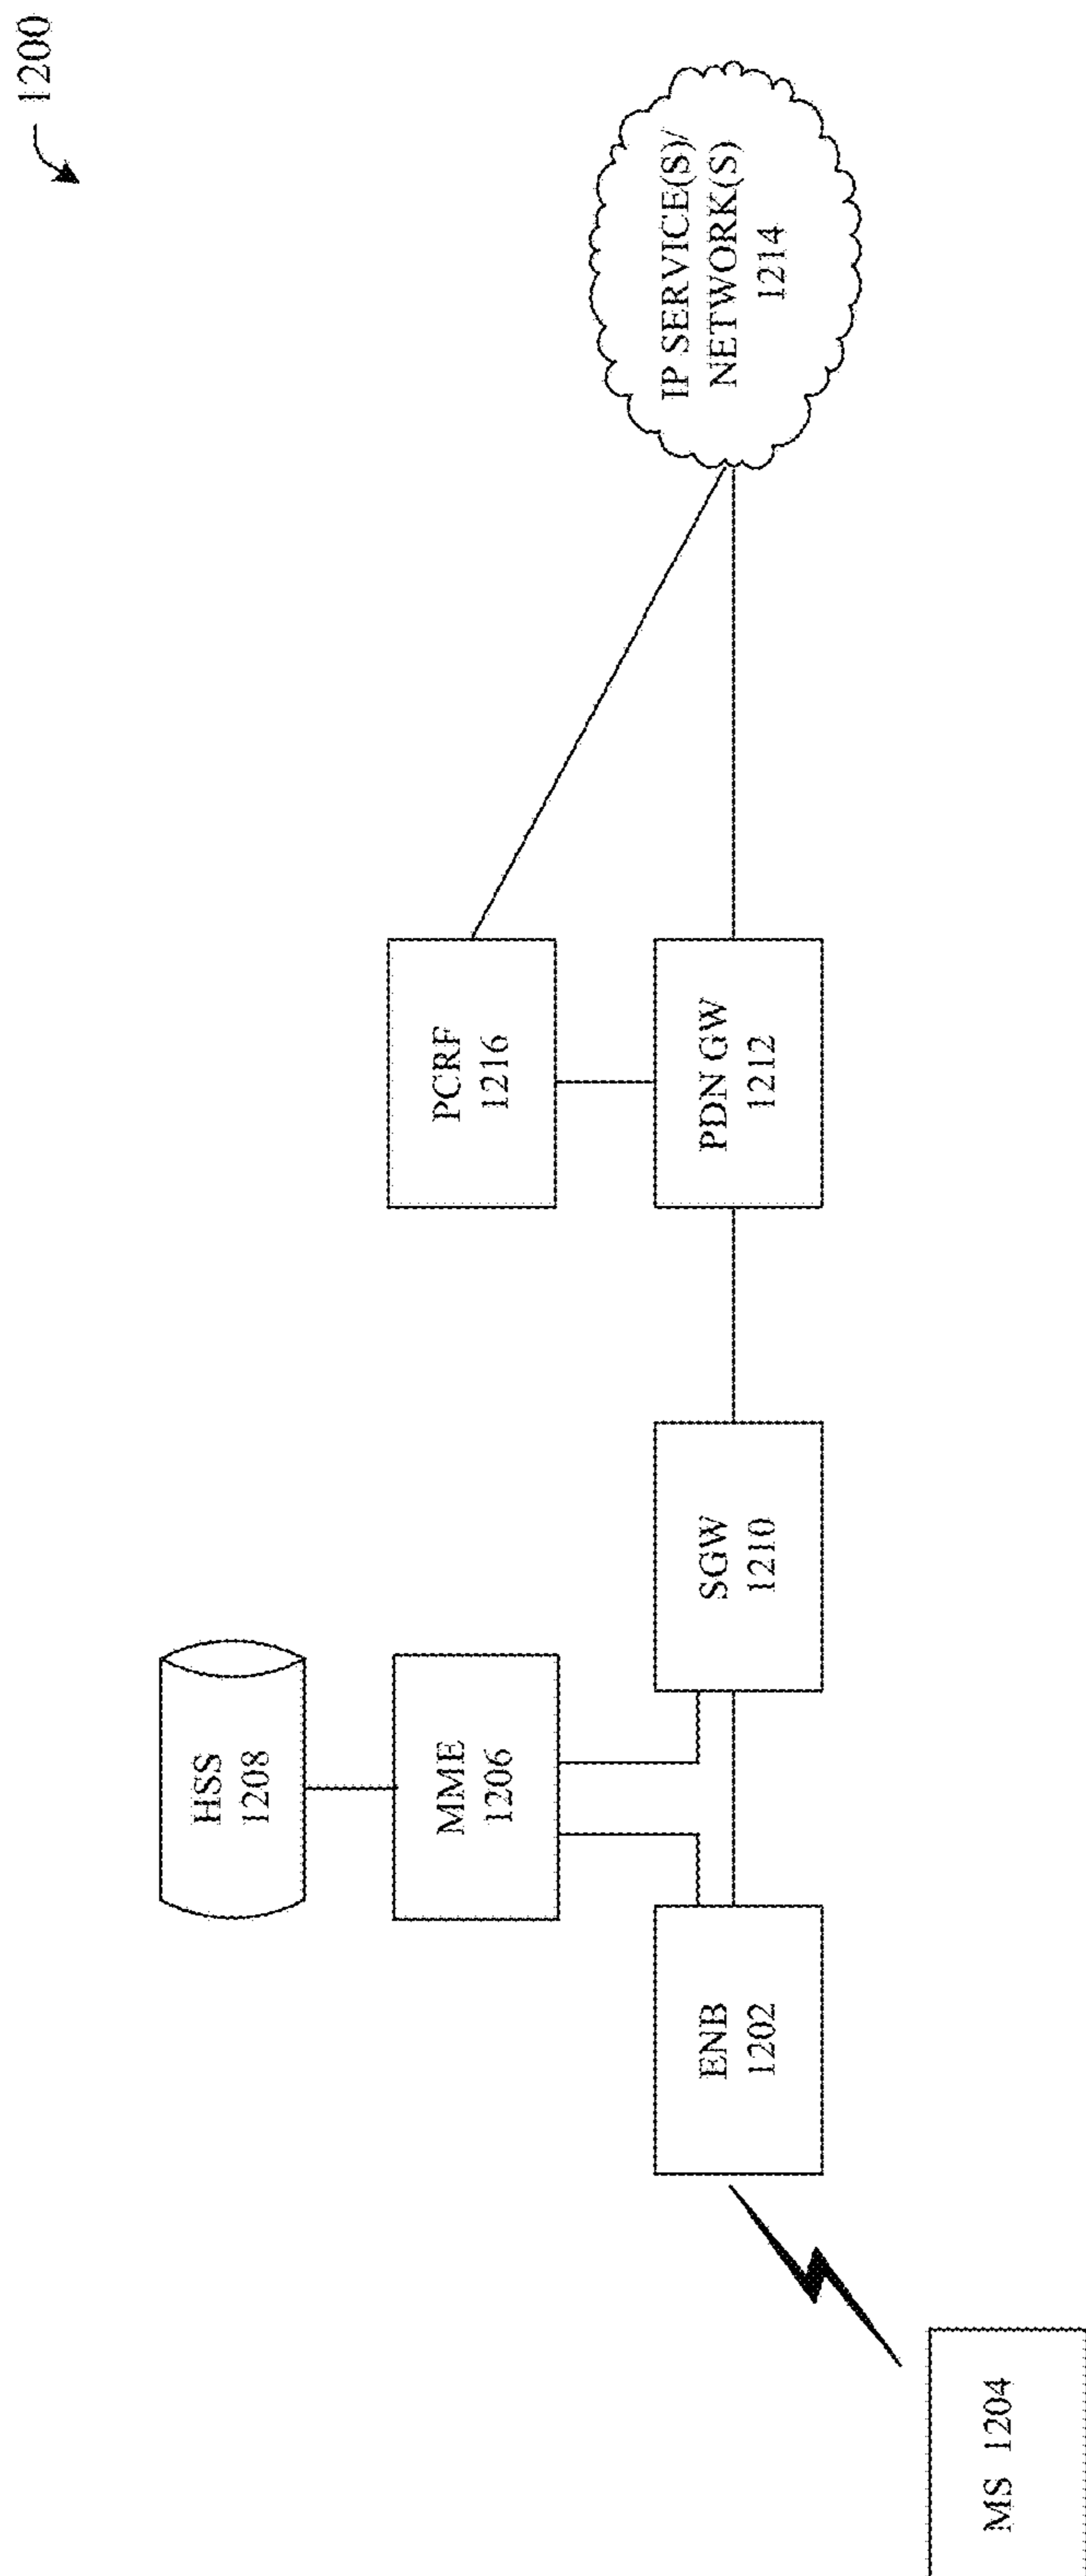 1200
HSS
1208
MME
1206
PCRF
1216
MS 1204
ENB
1202
SGW
1210
PDN GW
1212
IP SERVICE(S)/
NETWORK(S)
1214